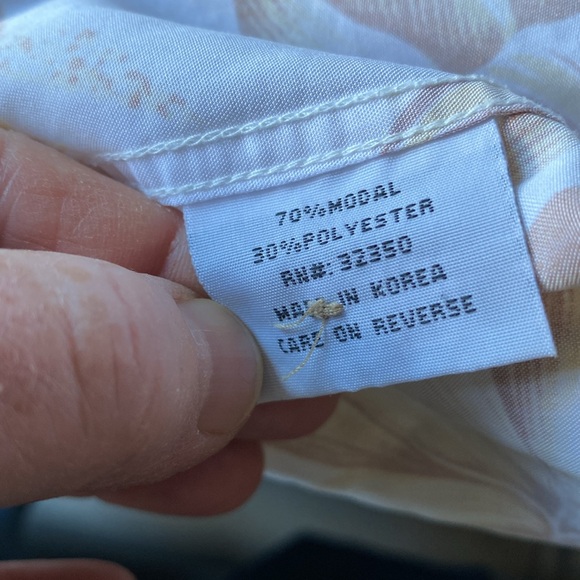 70%MODAL
30%POLYESTER
RN#: 32350
MADE IN KOREA
CARE ON REVERSE